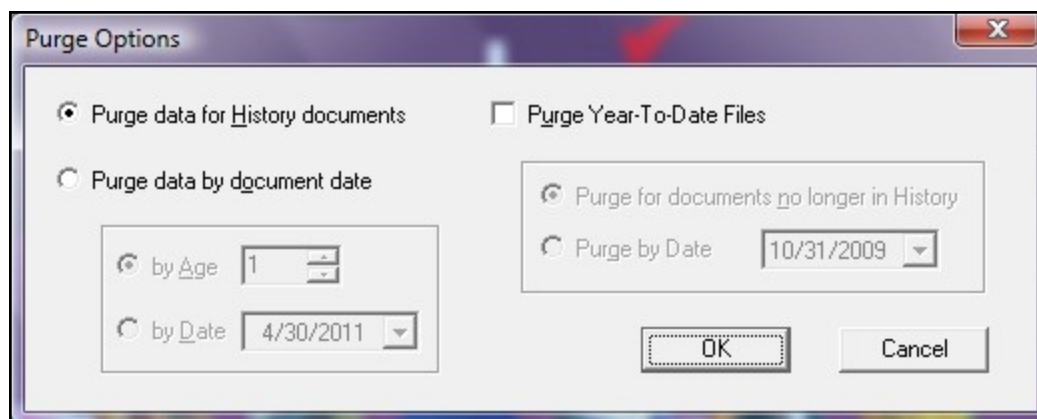 Purge Options
Purge data for History documents
Purge Year-To-Date Files
Purge data by document date
Purge for documents no longer in History
by Age 1
Purge by Date 10/31/2009
by Date 4/30/2011
OK
Cancel